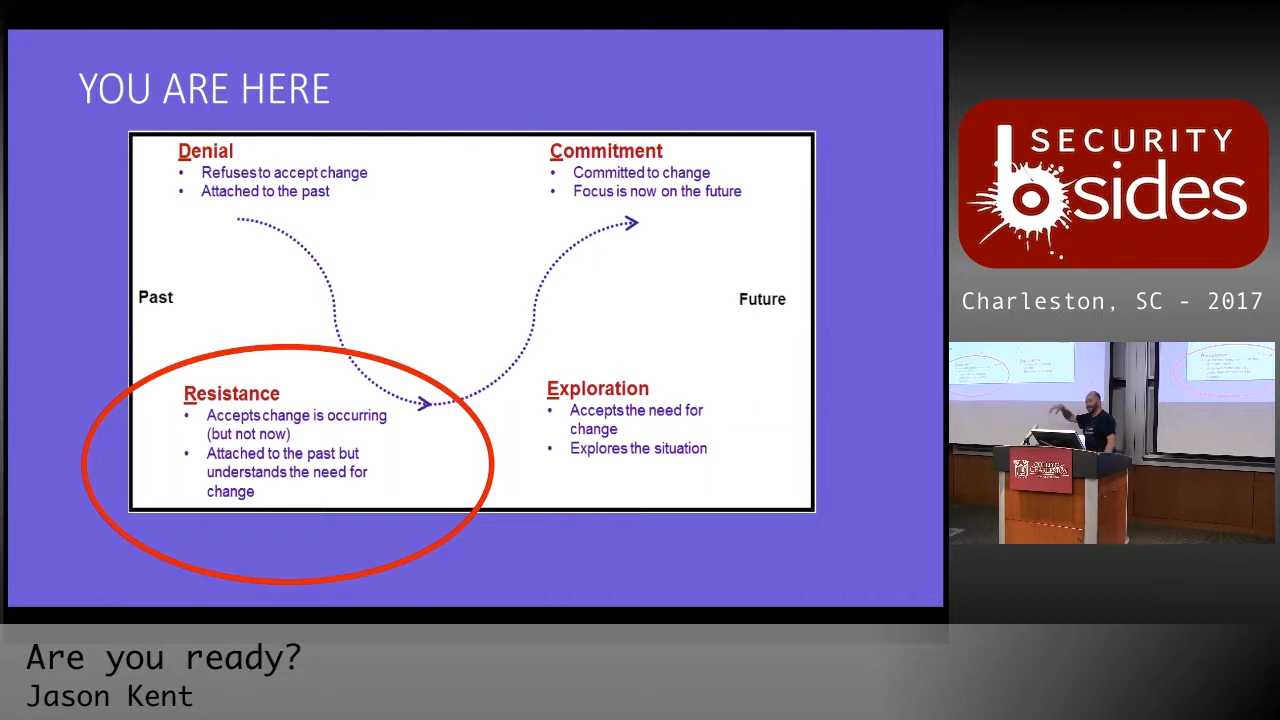 YOU ARE HERE
Denial
• Refuses to accept change
• Attached to the past
Commitment
• Committed to change
• Focus is now on the future
Past
Future
Resistance
• Accepts change is occurring
(but not now)
• Attached to the past but
understands the need for
change
Exploration
• Accepts the need for
change
• Explores the situation
SECURITY
bsides
Charleston, SC - 2017
Are you ready?
Jason Kent